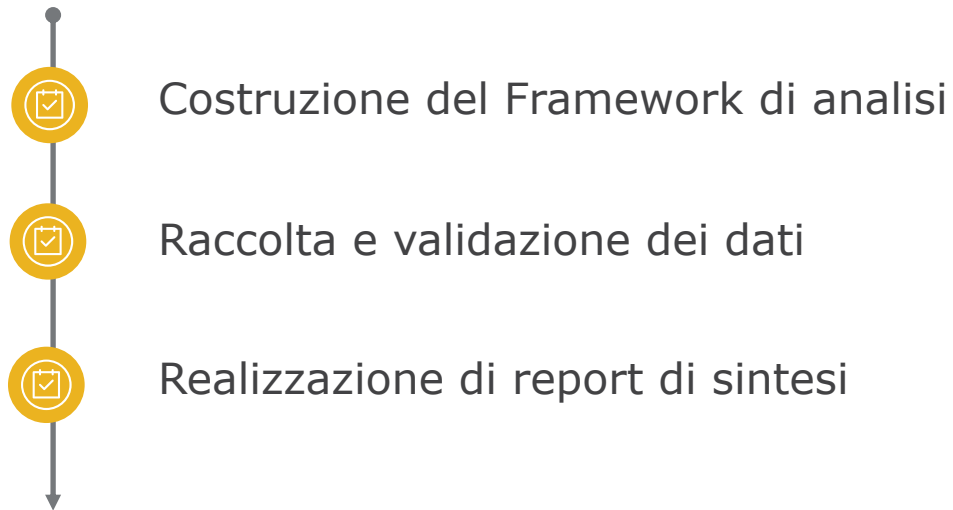 Costruzione del Framework di analisi
Raccolta e validazione dei dati
Realizzazione di report di sintesi